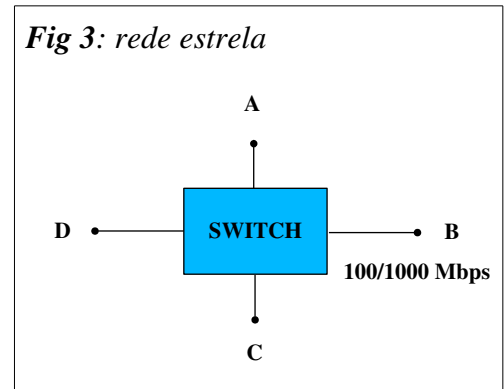 Fig 3: rede estrela
A
D
SWITCH
B
100/1000 Mbps
C